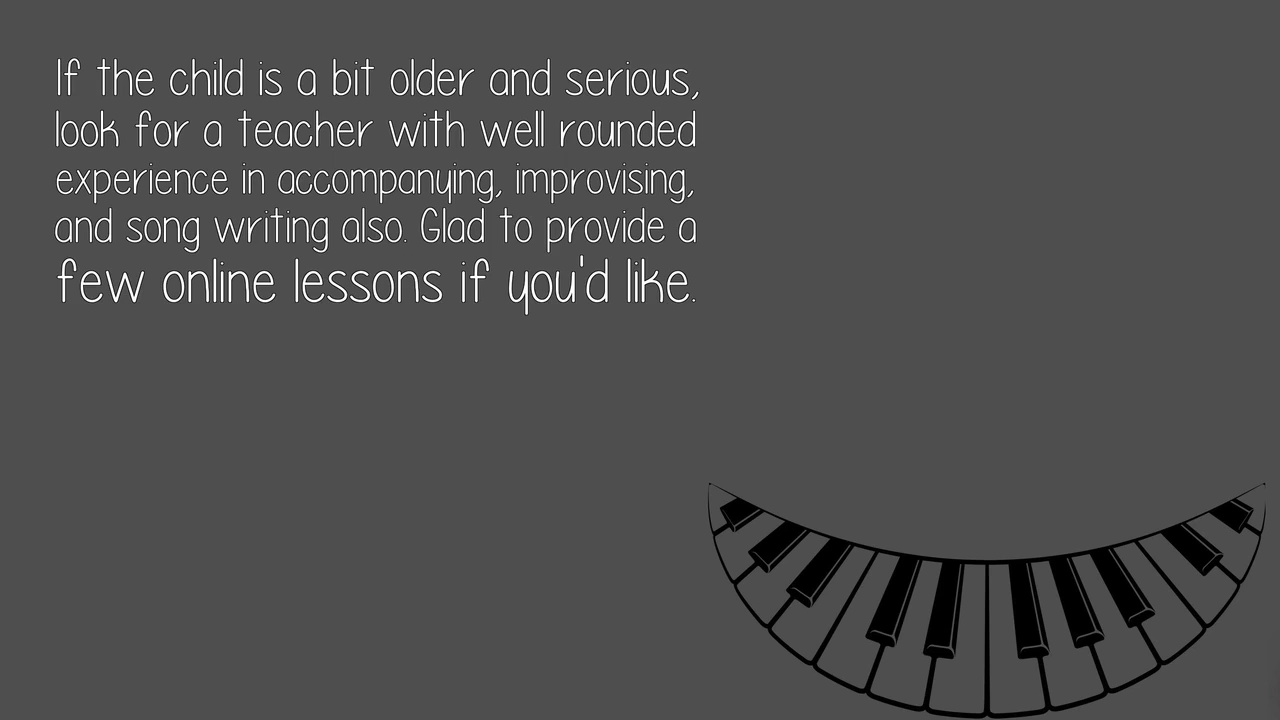 If the child is a bit older and serious,
look for a teacher with well rounded
experience in accompanying, improvising,
and song writing also. Glad to provide a
few online lessons if you'd like.